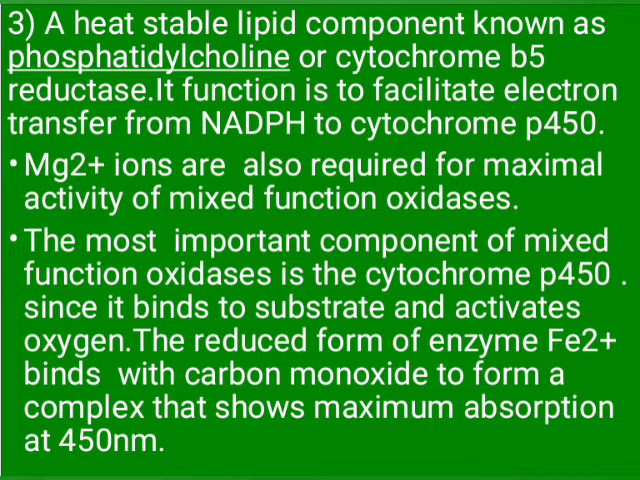 3) A heat stable lipid component known as
phosphatidylcholine or cytochrome b5
reductase.It function is to facilitate electron
transfer from NADPH to cytochrome p450.
• Mg2+ ions are  also required for maximal
activity of mixed function oxidases.
• The most  important component of mixed
function oxidases is the cytochrome p450 .
since it binds to substrate and activates
oxygen.The reduced form of enzyme Fe2+
binds  with carbon monoxide to form a
complex that shows maximum absorption
at 450nm.